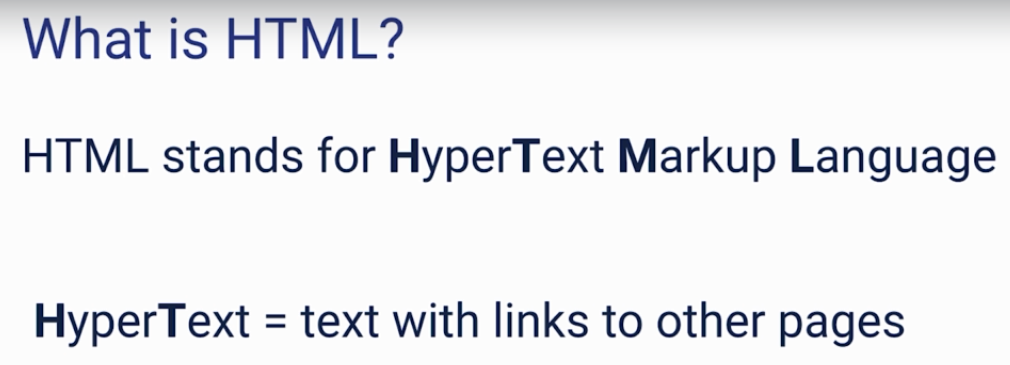 What is HTML?
HTML stands for HyperText Markup Language
HyperText = text with links to other pages